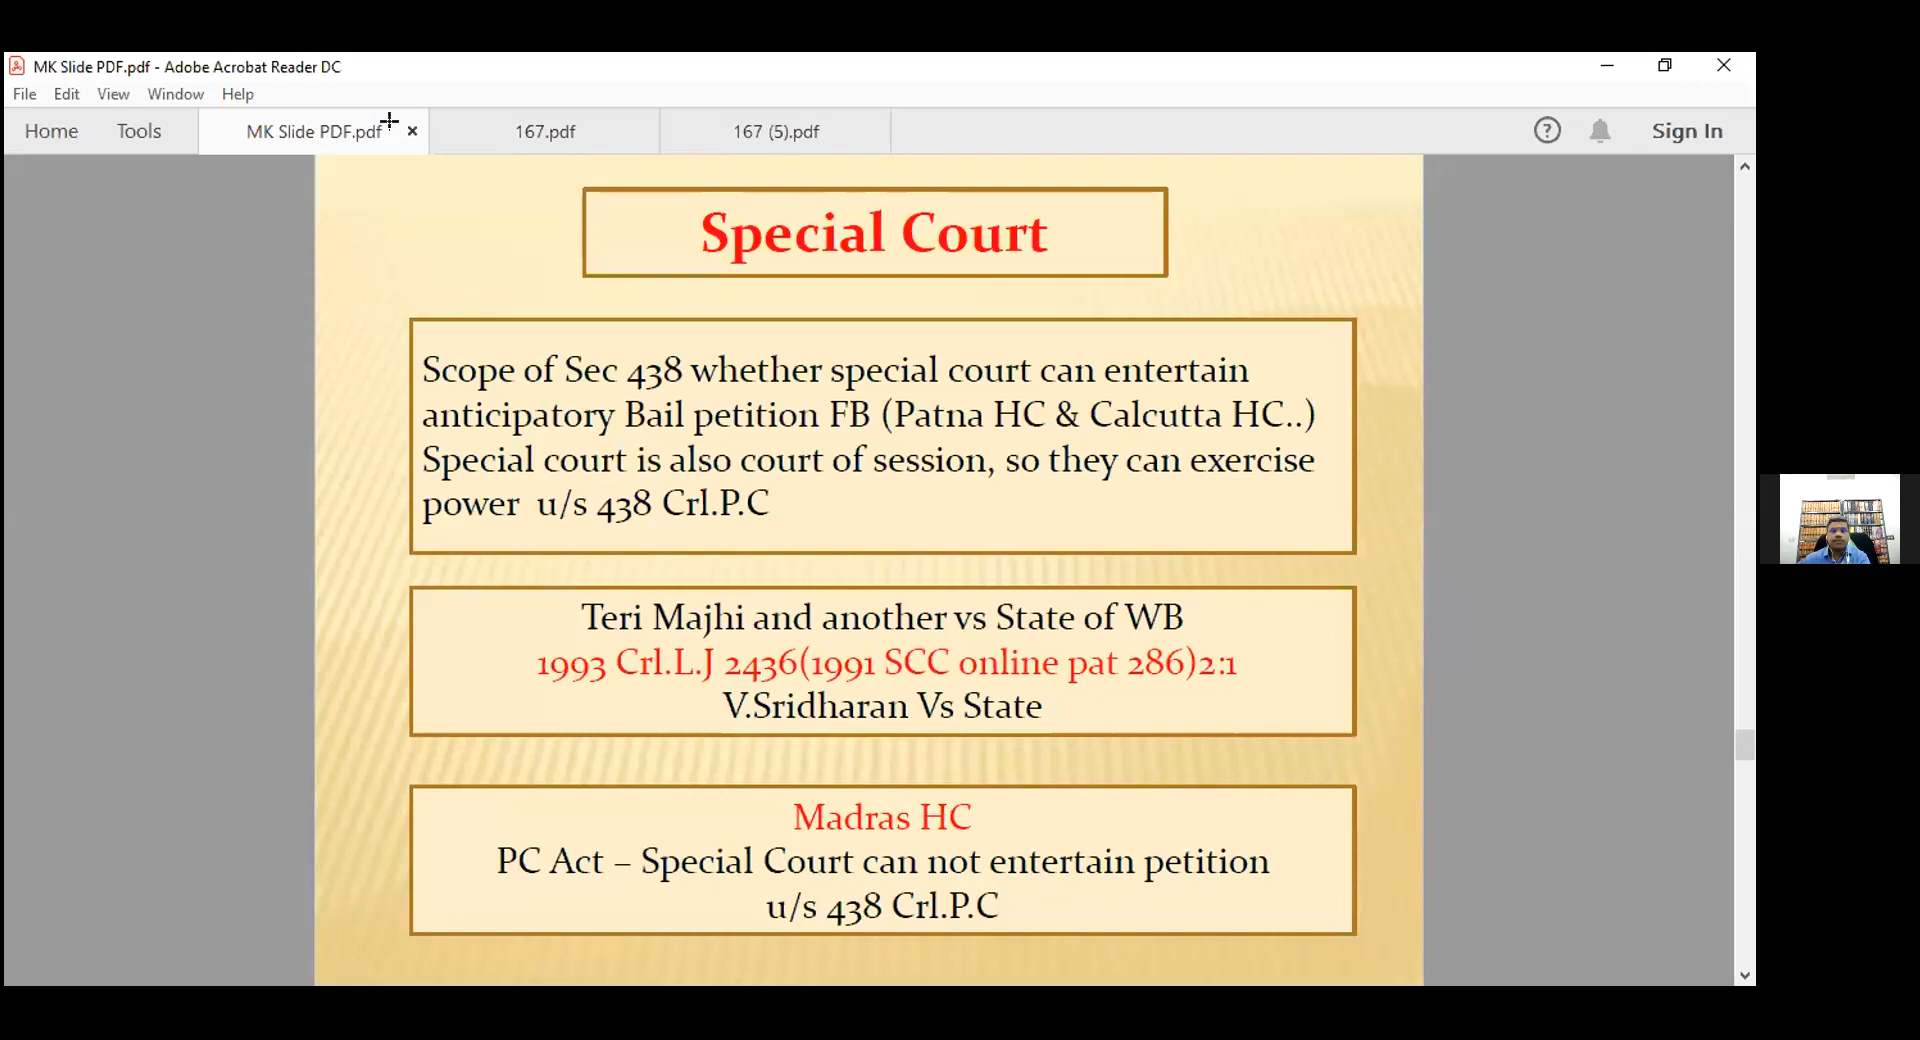 MK Slide PDF.pdf - Adobe Acrobat Reader DC
File Edit View Window Help
Home Tools MK Slide PDF.pdf × 167.pdf 167 (5).pdf ? Sign In
Special Court
Scope of Sec 438 whether special court can entertain
anticipatory Bail petition FB (Patna HC & Calcutta HC..)
Special court is also court of session, so they can exercise
power u/s 438 Crl.P.C
Teri Majhi and another vs State of WB
1993 Crl.L.J 2436(1991 SCC online pat 286)2:1
V.Sridharan Vs State
Madras HC
PC Act – Special Court can not entertain petition
u/s 438 Crl.P.C